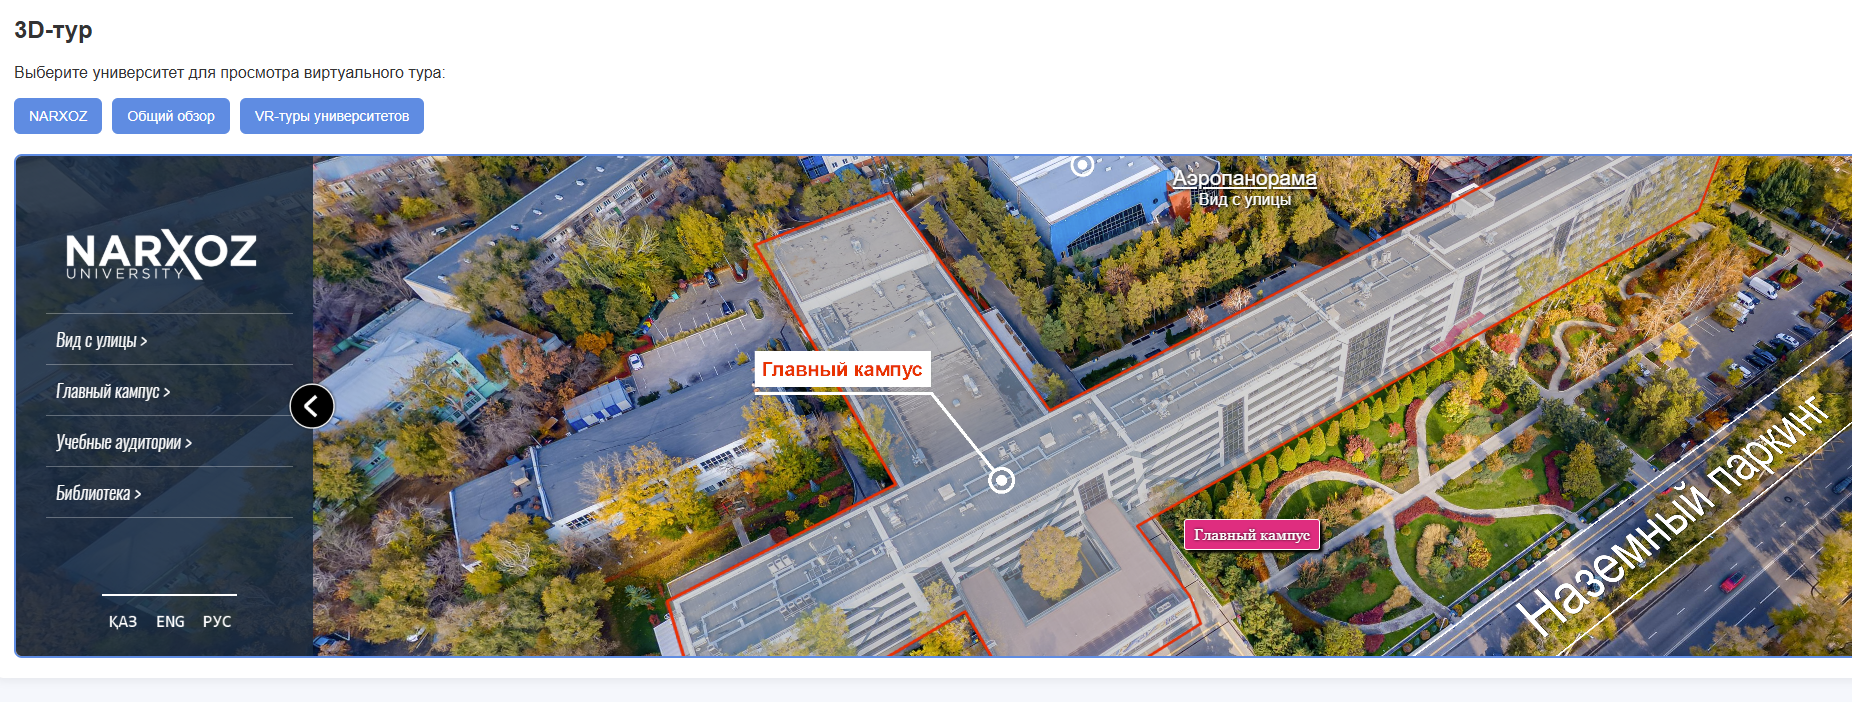 3D-тур
Выберите университет для просмотра виртуального тура:
NARXOZ
Общий обзор
VR-туры университетов
NARXOZ
UNIVERSITY
Вид с улицы >
Главный кампус >
Учебные аудитории >
Библиотека >
ҚАЗ ENG РУС
Аэропанорама
Вид с улицы
Главный кампус
Главный кампус
Наземный паркинг